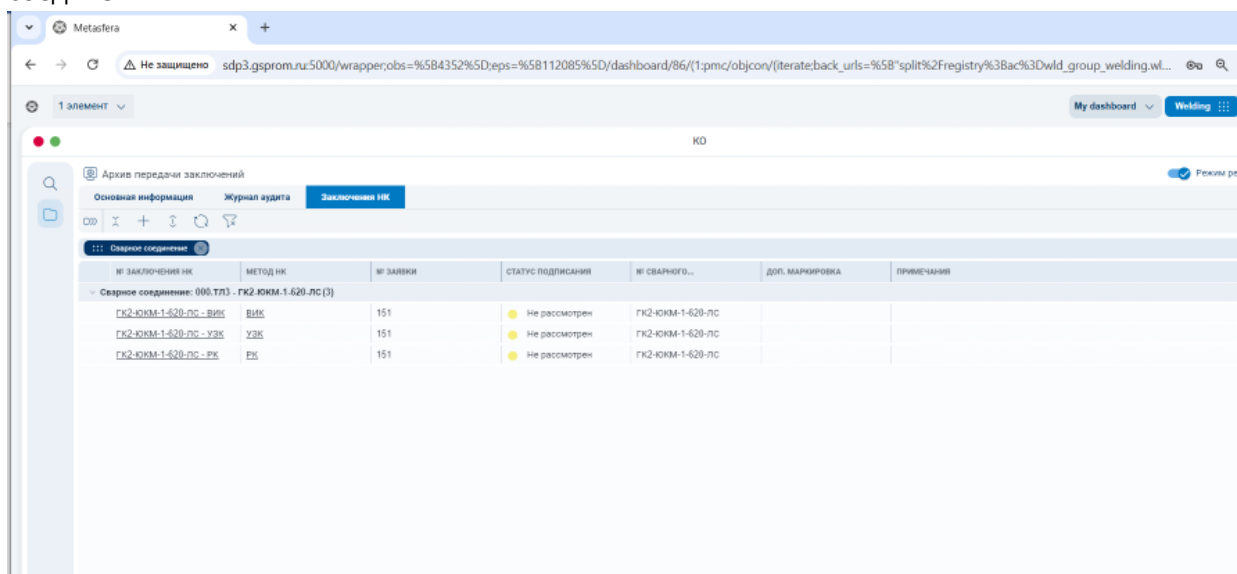 Metasfera
Не защищено sdp3.gsprom.ru:5000/wrapper;obs=%5B4352%5D;eps=%5B112085%5D/dashboard/86/(1:pmc/objcon/(iterate;back_urls=%5B"split%2Fregistry%3Bac%3Dwld_group_welding.wl...
1 элемент My dashboard Welding
КО
Архив передачи заключений Режим ре
Основная информация Журнал аудита Заключения НК
Сварное соединение
№ ЗАКЛЮЧЕНИЯ НК МЕТОД НК № ЗАЯВКИ СТАТУС ПОДПИСАНИЯ № СВАРНОГО... ДОП. МАРКИРОВКА ПРИМЕЧАНИЯ
Сварное соединение: 000.ТЛ3 - ГК2-ЮКМ-1-620-ЛС (3)
ГК2-ЮКМ-1-620-ЛС - ВИК ВИК 151 Не рассмотрен ГК2-ЮКМ-1-620-ЛС
ГК2-ЮКМ-1-620-ЛС - УЗК УЗК 151 Не рассмотрен ГК2-ЮКМ-1-620-ЛС
ГК2-ЮКМ-1-620-ЛС - РК РК 151 Не рассмотрен ГК2-ЮКМ-1-620-ЛС